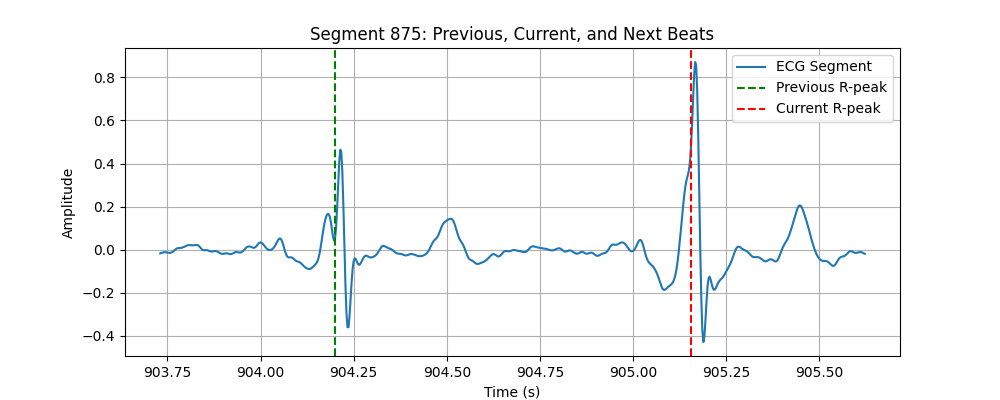 Segment 875: Previous, Current, and Next Beats
ECG Segment
Previous R-peak
Current R-peak
Amplitude
0.8
0.6
0.4
0.2
0.0
−0.2
−0.4
903.75 904.00 904.25 904.50 904.75 905.00 905.25 905.50
Time (s)